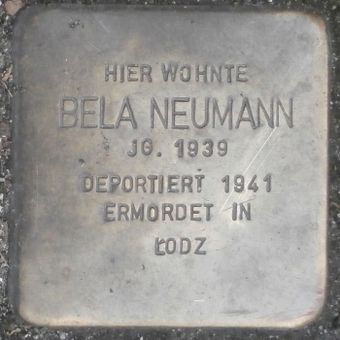 HIER WOHNTE
BELA NEUMANN
JG. 1939
DEPORTIERT 1941
ERMORDET IN
ŁODZ